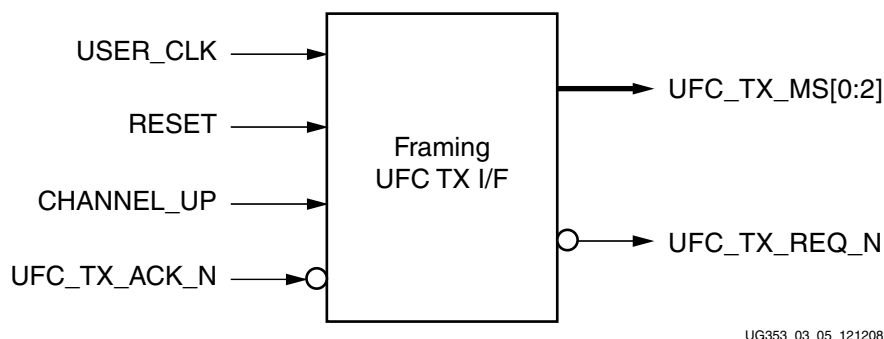 USER_CLK
RESET
CHANNEL_UP
UFC_TX_ACK_N
Framing
UFC TX I/F
UFC_TX_MS[0:2]
UFC_TX_REQ_N
UG353_03_05_121208